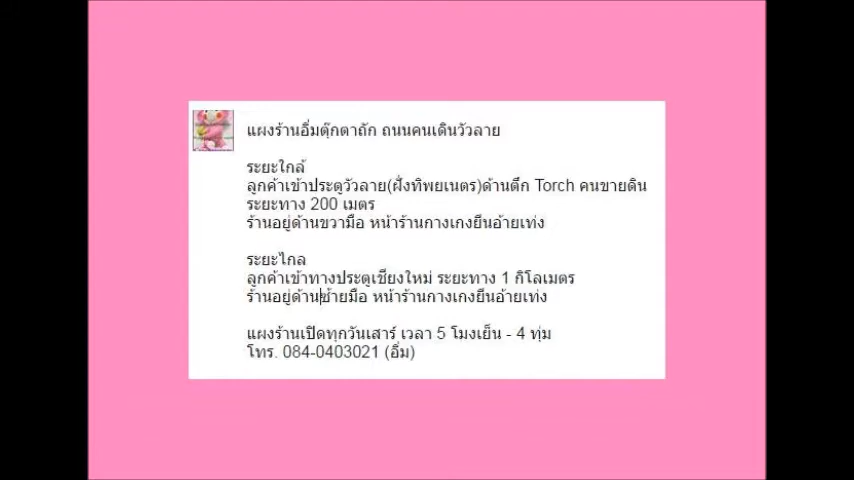 แผงร้านอิ่มตุ๊กตาถัก ถนนคนเดินวัวลาย
ระยะใกล้
ลูกค้าเข้าประตูวัวลาย(ฝั่งทิพยเนตร)ด้านตึก Torch คนขายดิน
ระยะทาง 200 เมตร
ร้านอยู่ด้านขวามือ หน้าร้านกางเกงยีนอ้ายเท่ง
ระยะไกล
ลูกค้าเข้าทางประตูเชียงใหม่ ระยะทาง 1 กิโลเมตร
ร้านอยู่ด้านซ้ายมือ หน้าร้านกางเกงยีนอ้ายเท่ง
แผงร้านเปิดทุกวันเสาร์ เวลา 5 โมงเย็น - 4 ทุ่ม
โทร. 084-0403021 (อิ่ม)